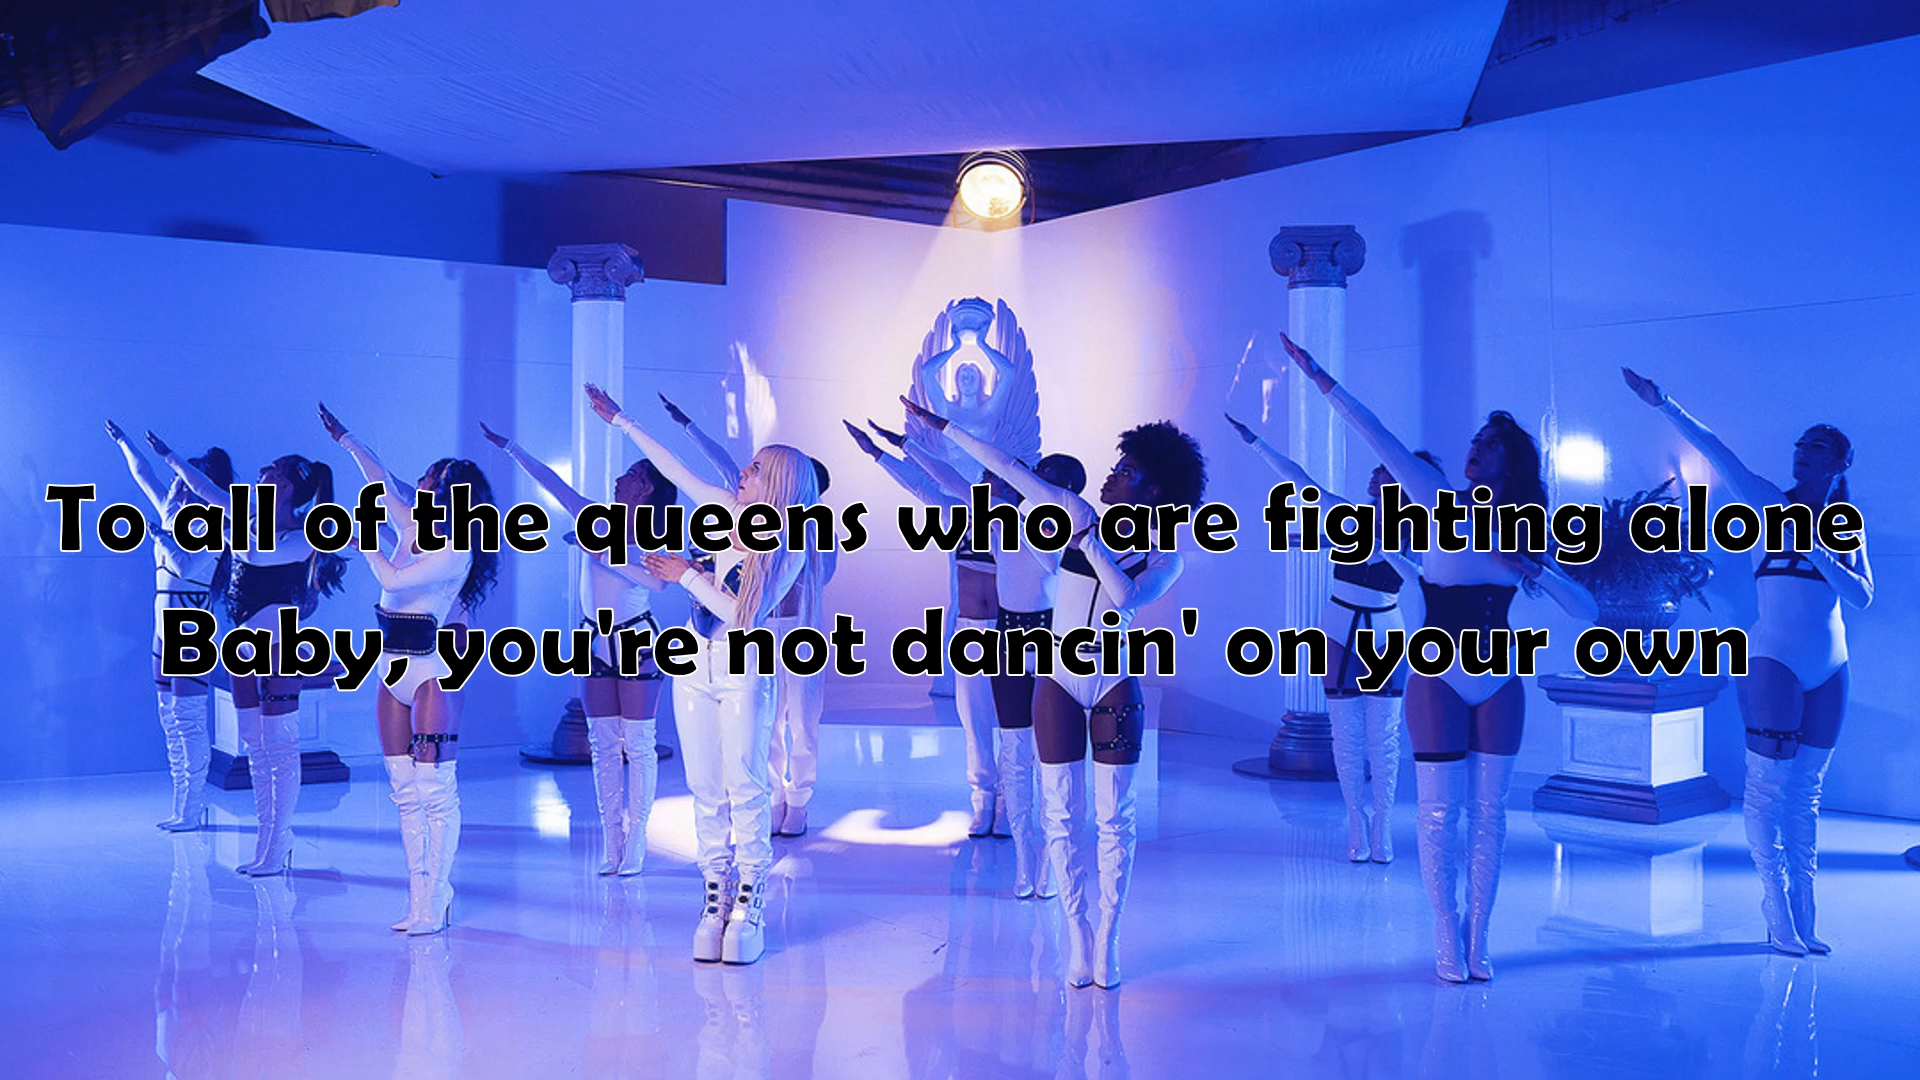 To all of the queens who are fighting alone
Baby, you're not dancin' on your own